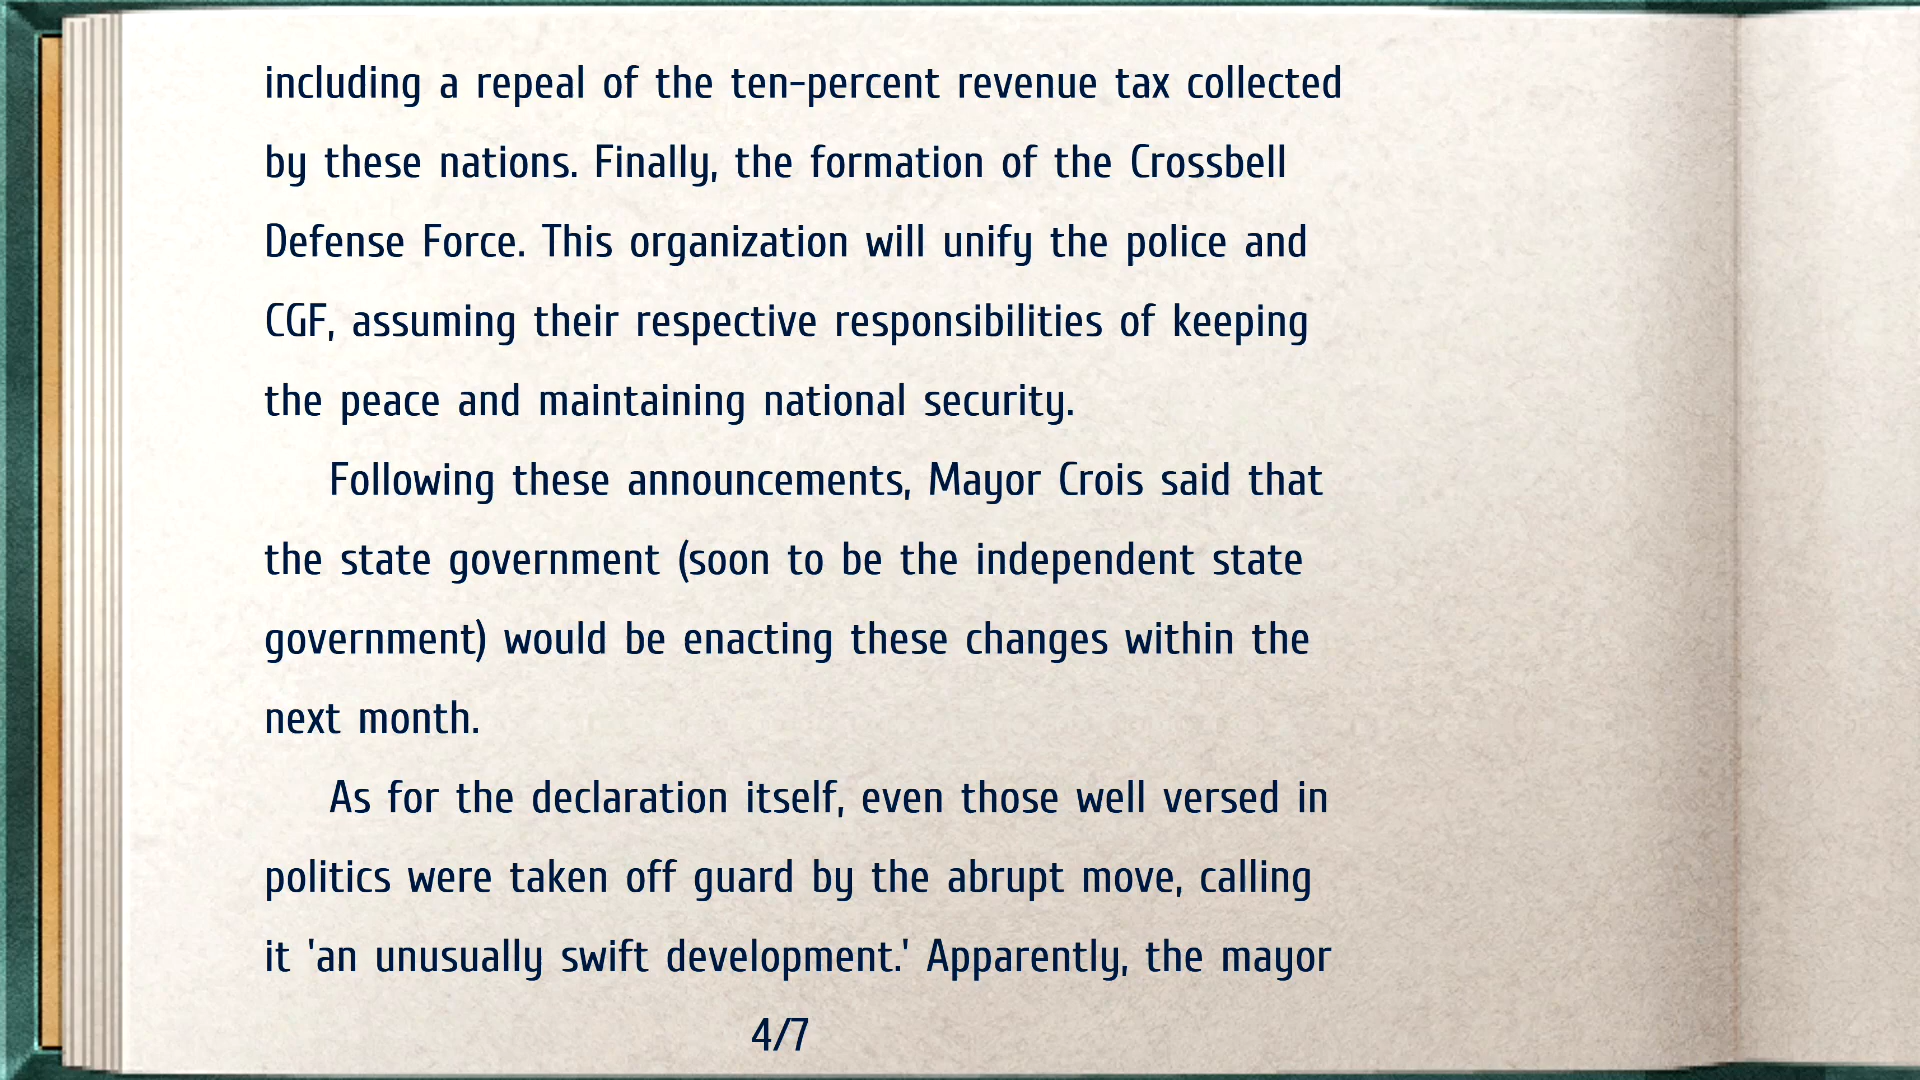 including a repeal of the ten-percent revenue tax collected
by these nations. Finally, the formation of the Crossbell
Defense Force. This organization will unify the police and
CGF, assuming their respective responsibilities of keeping
the peace and maintaining national security.
Following these announcements, Mayor Crois said that
the state government (soon to be the independent state
government) would be enacting these changes within the
next month.
As for the declaration itself, even those well versed in
politics were taken off guard by the abrupt move, calling
it 'an unusually swift development.' Apparently, the mayor
4/7